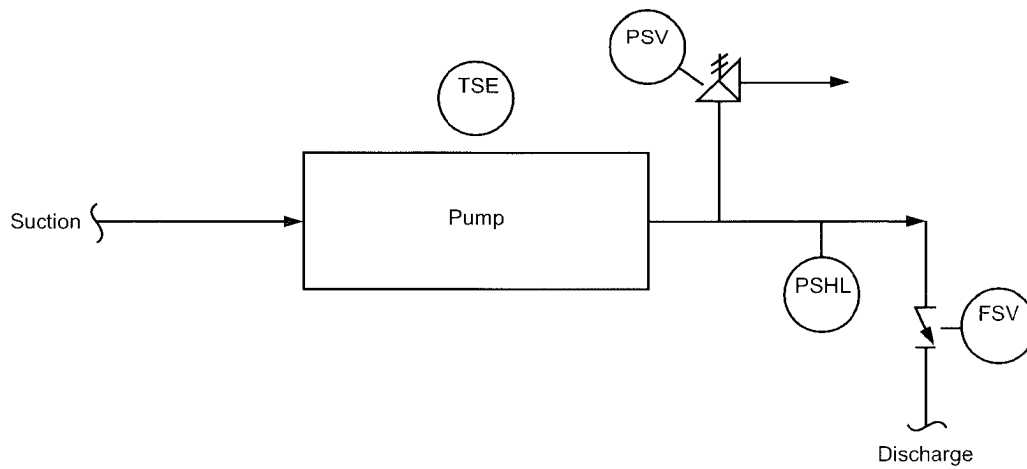 PSV
TSE
Suction
Pump
PSHL
FSV
Discharge